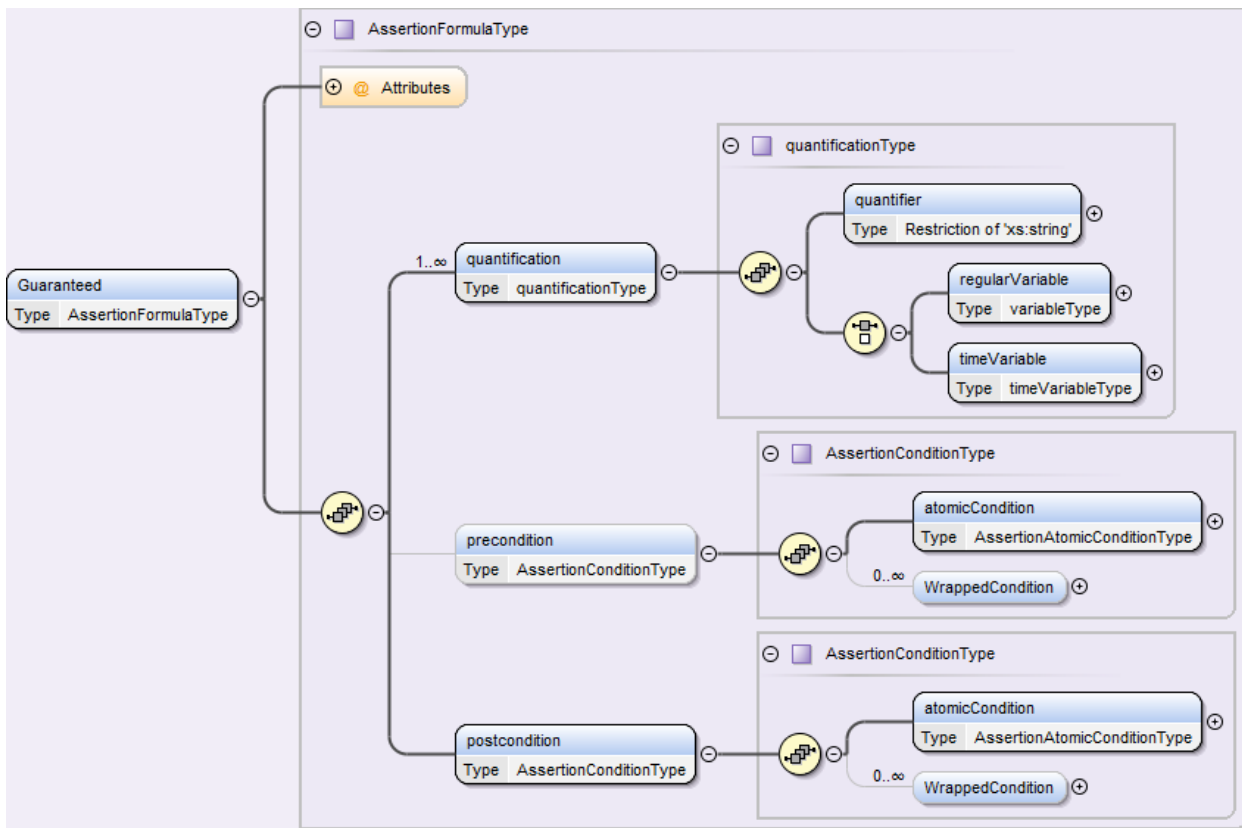 AssertionFormulaType
@ Attributes
quantificationType
quantifier
Type Restriction of 'xs:string'
1..∞
quantification
Type quantificationType
regularVariable
Type variableType
Guaranteed
Type AssertionFormulaType
timeVariable
Type timeVariableType
AssertionConditionType
atomicCondition
Type AssertionAtomicConditionType
precondition
Type AssertionConditionType
0..∞
WrappedCondition
AssertionConditionType
atomicCondition
Type AssertionAtomicConditionType
postcondition
Type AssertionConditionType
0..∞
WrappedCondition